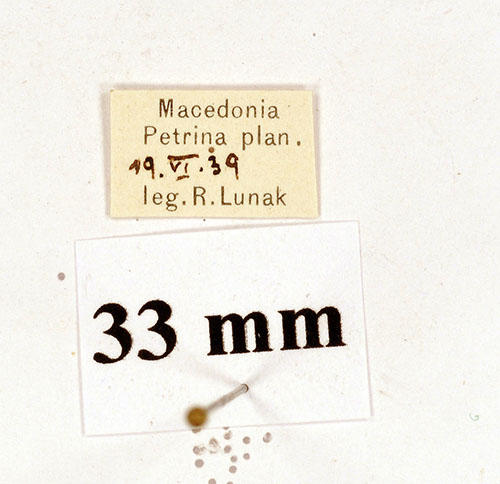 Macedonia
Petrina plan.
19.VI.39
leg. R. Lunak
33 mm